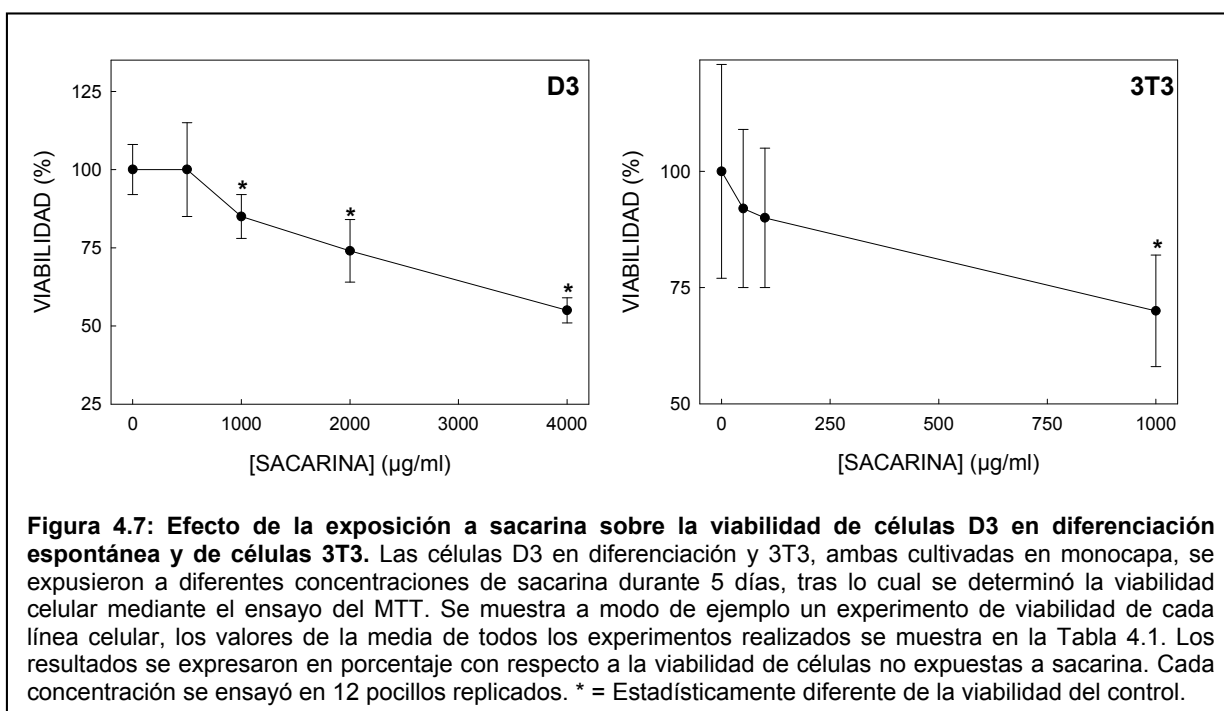 D3
125
100
75
50
25
VIABILIDAD (%)
*
*
*
0
1000
2000
3000
4000
[SACARINA] (µg/ml)
3T3
100
75
50
VIABILIDAD (%)
*
0
250
500
750
1000
[SACARINA] (µg/ml)
Figura 4.7: Efecto de la exposición a sacarina sobre la viabilidad de células D3 en diferenciación
espontánea y de células 3T3. Las células D3 en diferenciación y 3T3, ambas cultivadas en monocapa, se
expusieron a diferentes concentraciones de sacarina durante 5 días, tras lo cual se determinó la viabilidad
celular mediante el ensayo del MTT. Se muestra a modo de ejemplo un experimento de viabilidad de cada
línea celular, los valores de la media de todos los experimentos realizados se muestra en la Tabla 4.1. Los
resultados se expresaron en porcentaje con respecto a la viabilidad de células no expuestas a sacarina. Cada
concentración se ensayó en 12 pocillos replicados. * = Estadísticamente diferente de la viabilidad del control.